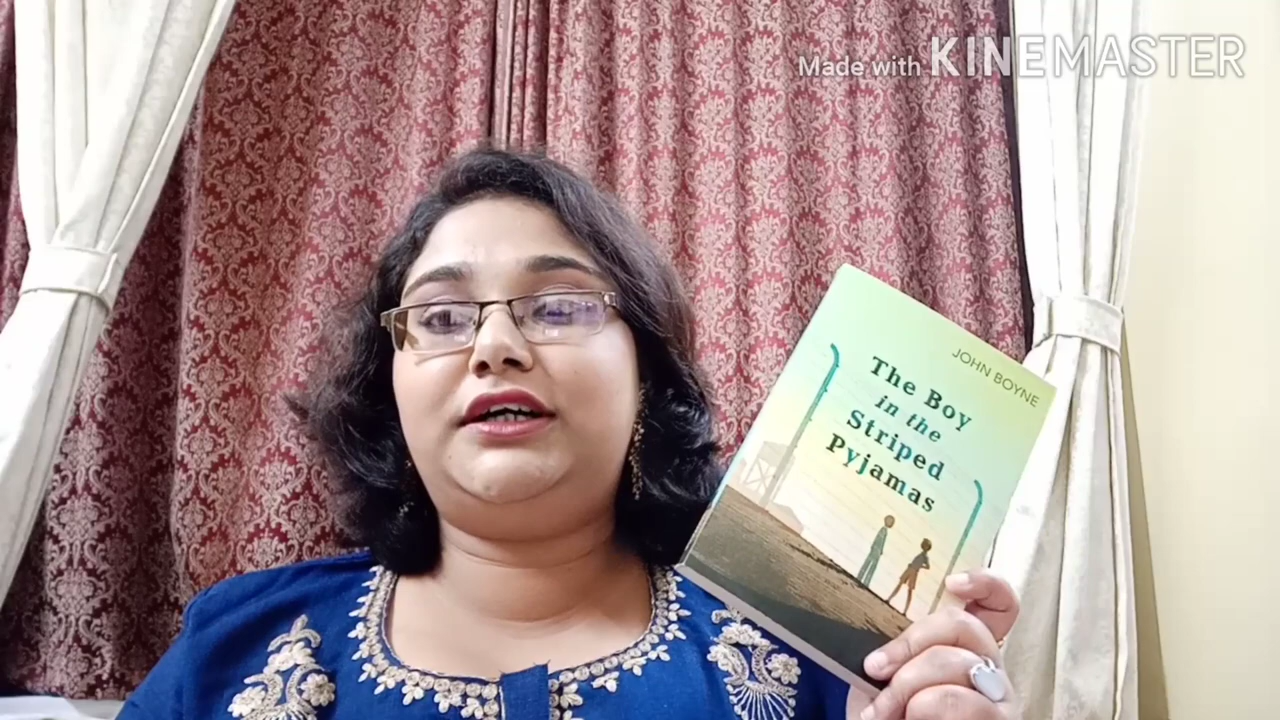 Made with KINEMASTER
JOHN BOYNE
The Boy
in the
Striped
Pyjamas